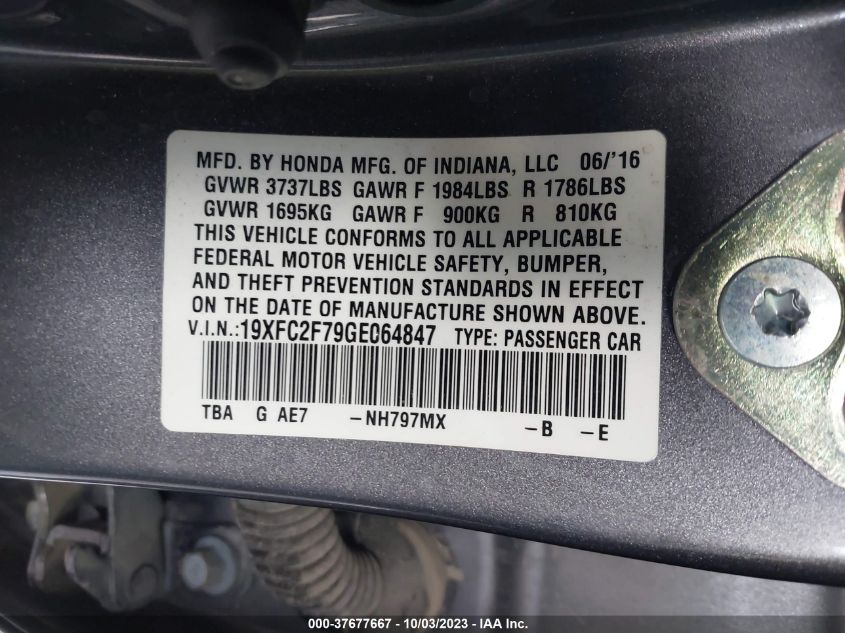 MFD. BY HONDA MFG. OF INDIANA, LLC 06/'16
GVWR 3737LBS GAWR F 1984LBS R 1786LBS
GVWR 1695KG GAWR F 900KG R 810KG
THIS VEHICLE CONFORMS TO ALL APPLICABLE
FEDERAL MOTOR VEHICLE SAFETY, BUMPER,
AND THEFT PREVENTION STANDARDS IN EFFECT
ON THE DATE OF MANUFACTURE SHOWN ABOVE.
V.I.N.:19XFC2F79GE064847 TYPE: PASSENGER CAR
TBA G AE7 -NH797MX -B -E
000-37677667 - 10/03/2023 - © IAA, Inc.